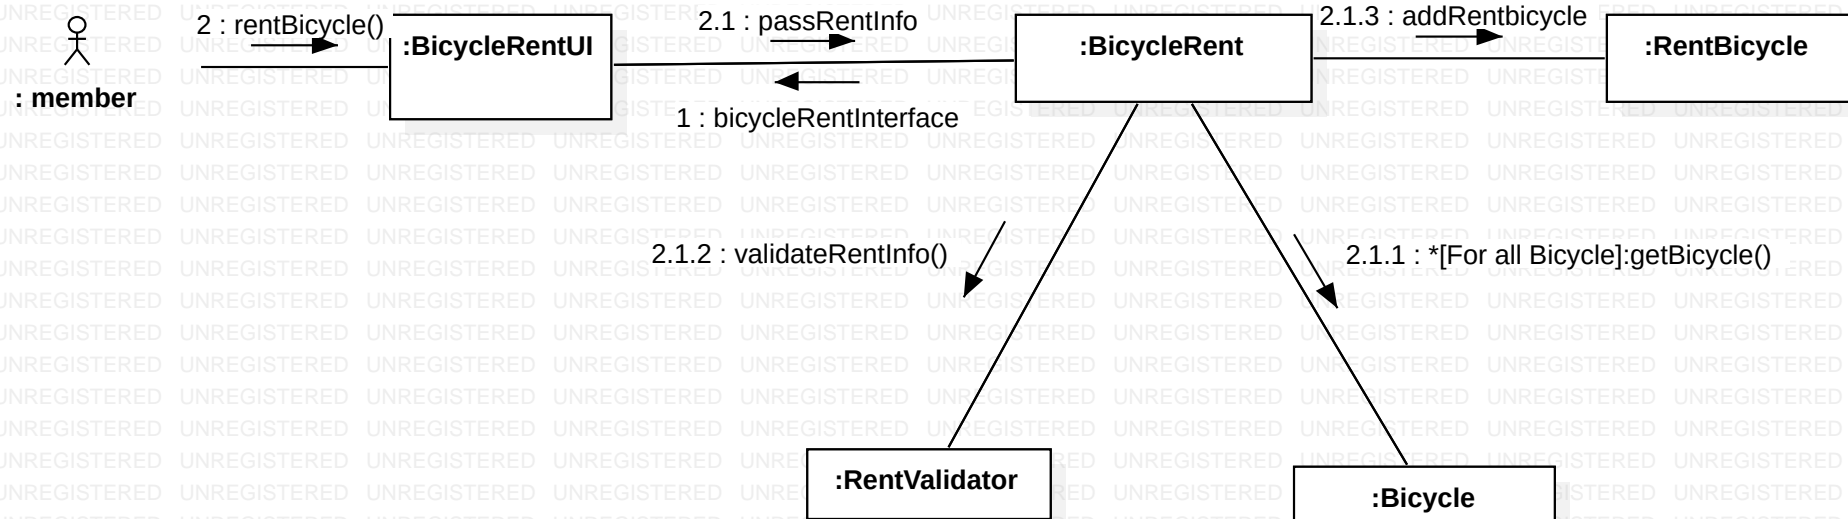 2 : rentBicycle()
2.1 : passRentInfo
2.1.3 : addRentbicycle
:BicycleRentUI
:BicycleRent
:RentBicycle
: member
1 : bicycleRentInterface
2.1.2 : validateRentInfo()
2.1.1 : *[For all Bicycle]:getBicycle()
:RentValidator
:Bicycle
UNREGISTERED